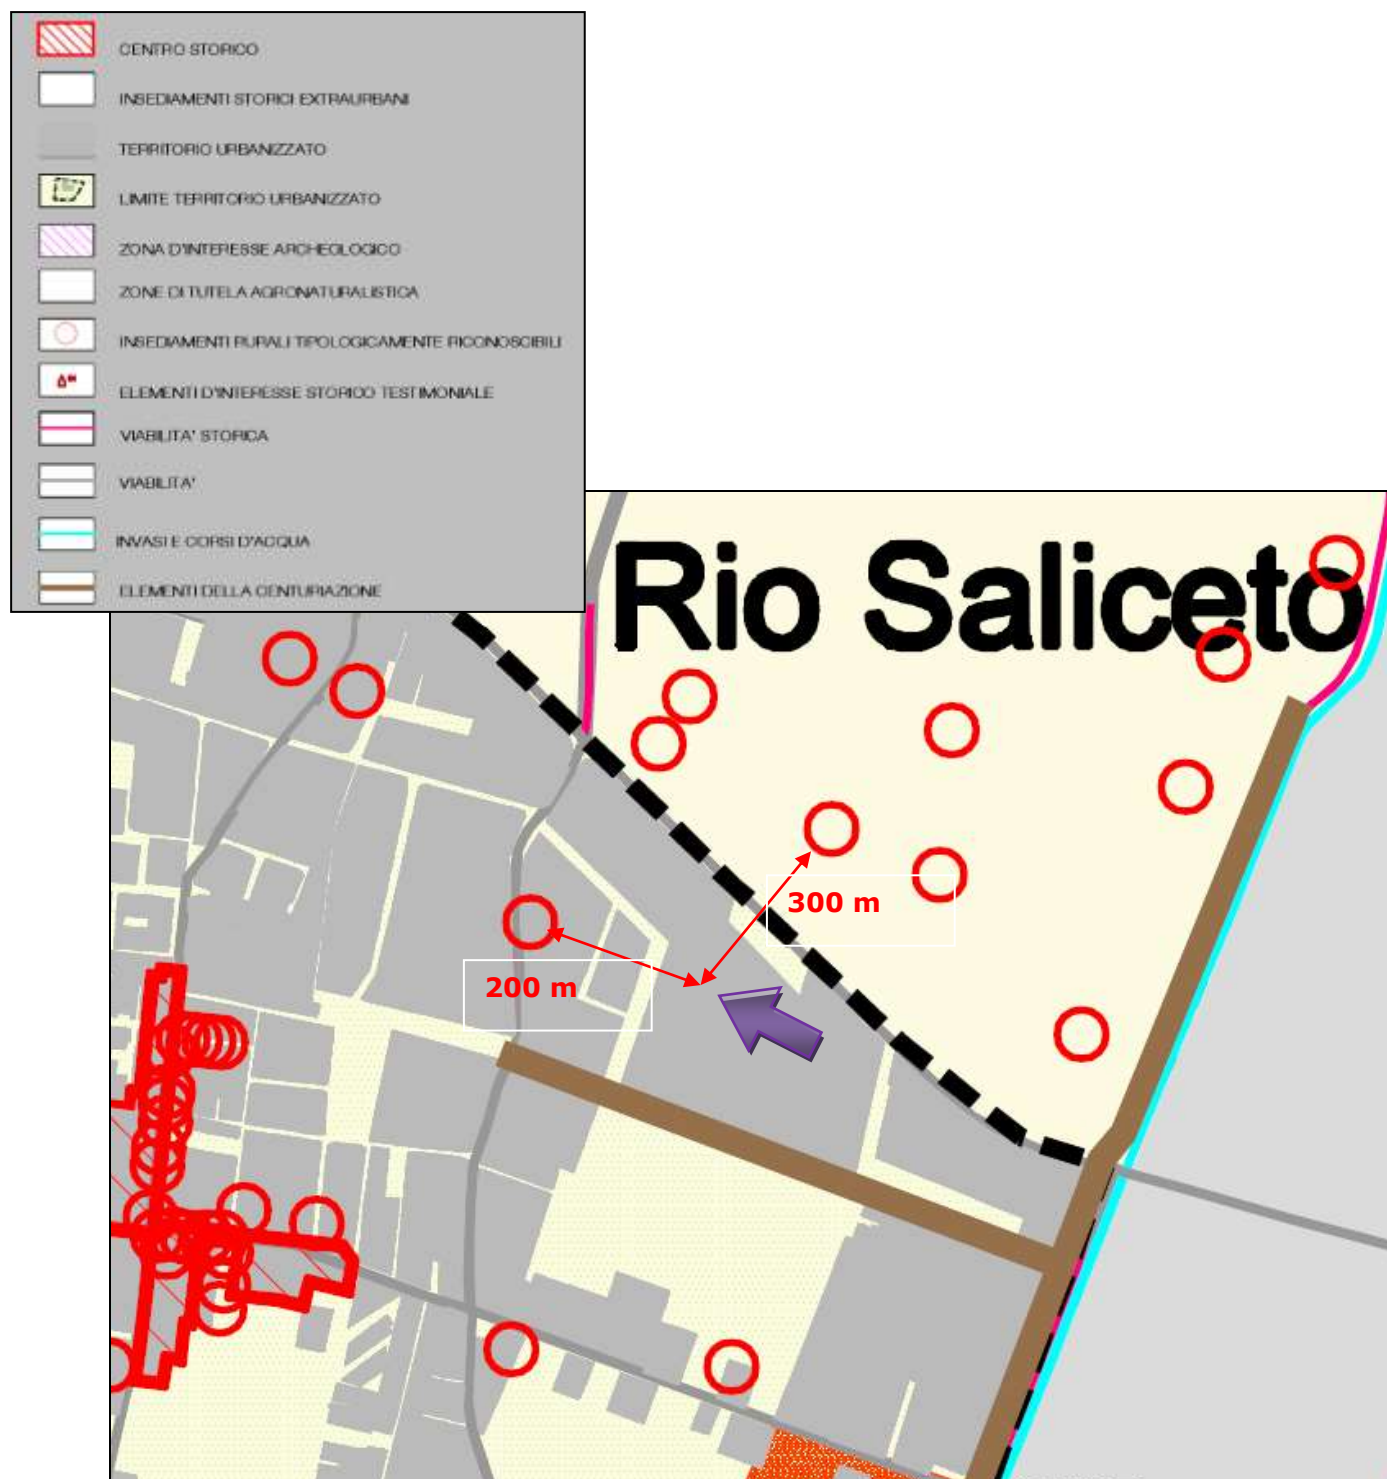 CENTRO STORICO
INSEDIAMENTI STORICI EXTRAURBANI
TERRITORIO URBANIZZATO
LIMITE TERRITORIO URBANIZZATO
ZONA D'INTERESSE ARCHEOLOGICO
ZONE DI TUTELA AGRONATURALISTICA
INSEDIAMENTI RURALI TIPOLOGICAMENTE RICONOSCIBILI
ELEMENTI D'INTERESSE STORICO TESTIMONIALE
VIABILITA' STORICA
VIABILITA'
INVASI E CORSI D'ACQUA
ELEMENTI DELLA CENTURIAZIONE
Rio Saliceto
300 m
200 m